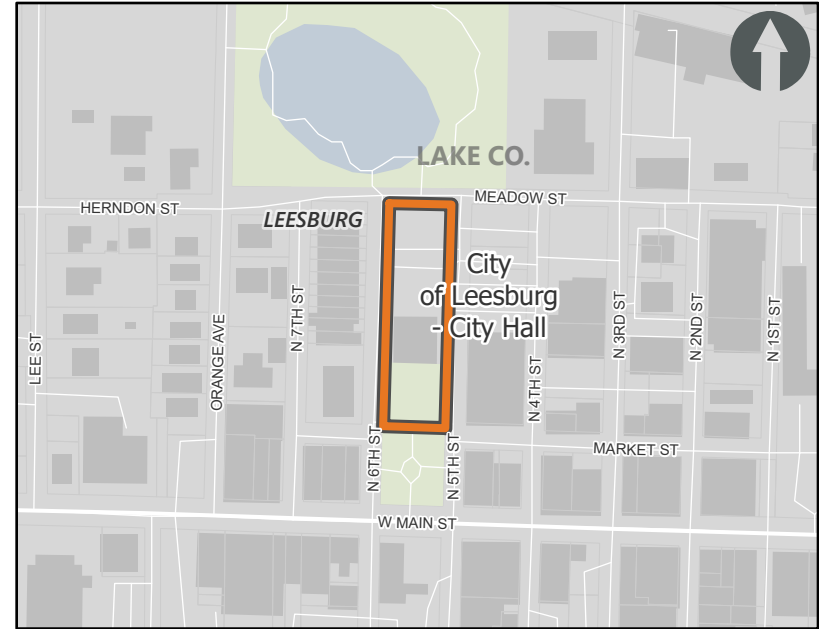 LAKE CO.
MEADOW ST
HERNDON ST
LEESBURG
City
of Leesburg
- City Hall
LEE ST
ORANGE AVE
N 7TH ST
N 4TH ST
N 3RD ST
N 2ND ST
N 1ST ST
N 6TH ST
N 5TH ST
MARKET ST
W MAIN ST